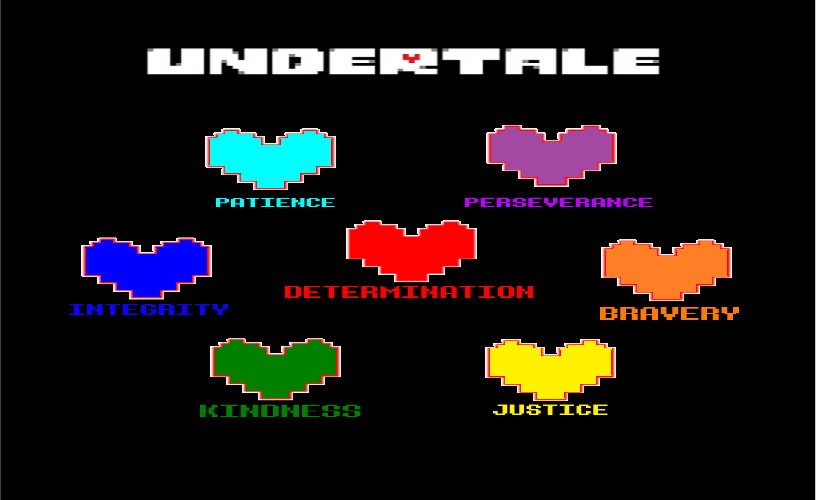 UNDERTALE
PATIENCE
PERSEVERANCE
INTEGRITY
DETERMINATION
BRAVERY
KINDNESS
JUSTICE